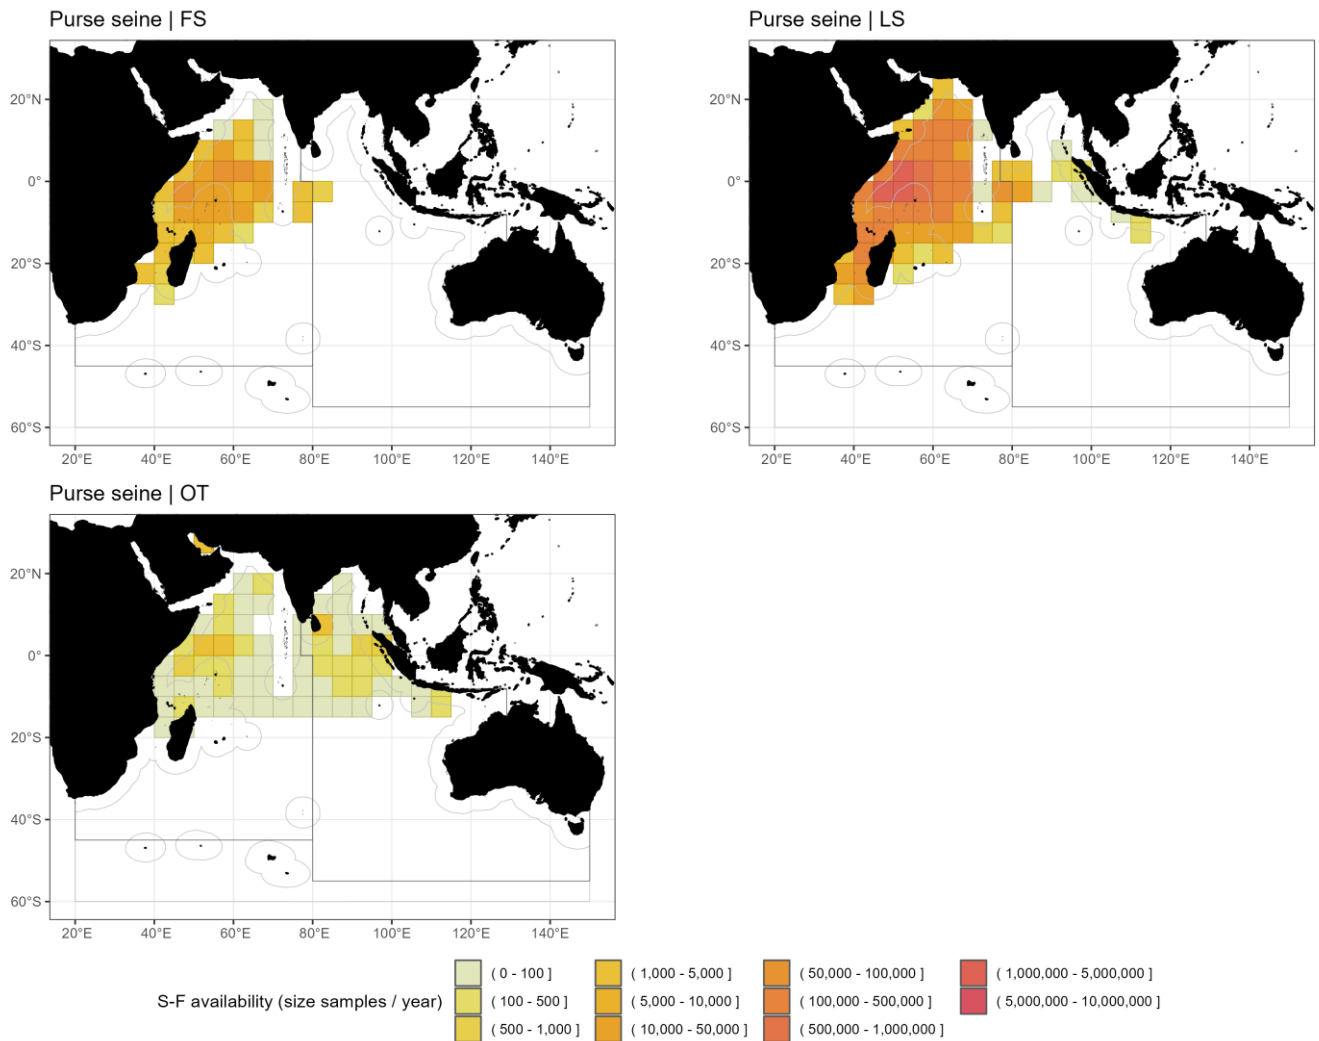 Purse seine | FS
Purse seine | LS
20°N
0°
20°S
40°S
60°S
20°E 40°E 60°E 80°E 100°E 120°E 140°E
20°N
0°
20°S
40°S
60°S
20°E 40°E 60°E 80°E 100°E 120°E 140°E
Purse seine | OT
20°N
0°
20°S
40°S
60°S
20°E 40°E 60°E 80°E 100°E 120°E 140°E
S-F availability (size samples / year)
( 0 - 100 ]
( 100 - 500 ]
( 500 - 1,000 ]
( 1,000 - 5,000 ]
( 5,000 - 10,000 ]
( 10,000 - 50,000 ]
( 50,000 - 100,000 ]
( 100,000 - 500,000 ]
( 500,000 - 1,000,000 ]
( 1,000,000 - 5,000,000 ]
( 5,000,000 - 10,000,000 ]